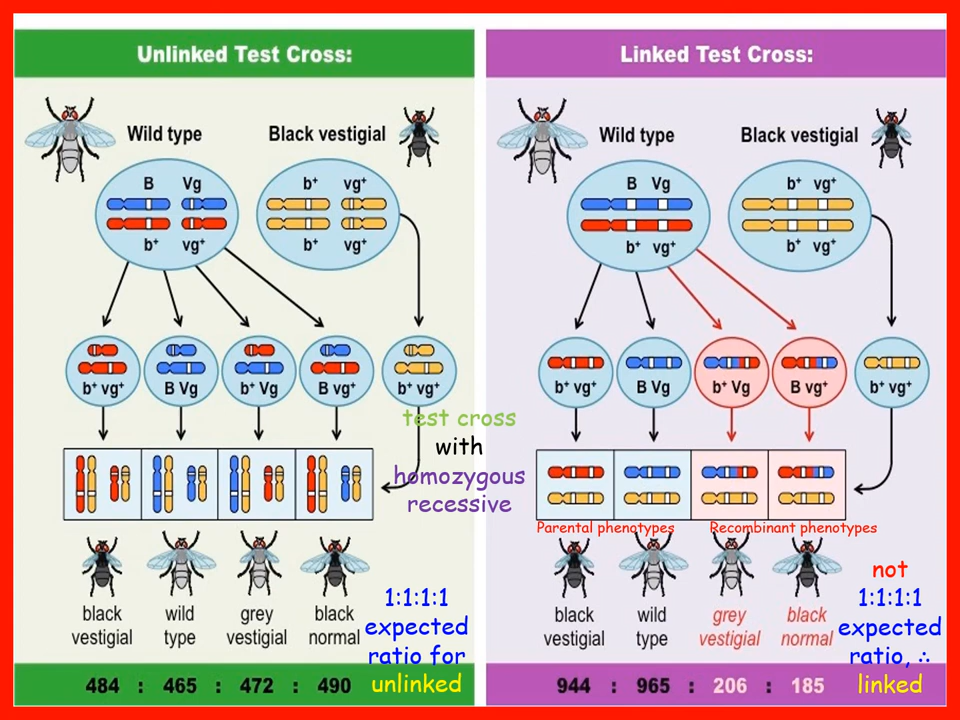 Unlinked Test Cross:
Wild type
Black vestigial
B Vg
b⁺ vg⁺
b⁺ vg⁺
b⁺ vg⁺
b⁺ vg⁺
B Vg
b⁺ Vg
B vg⁺
b⁺ vg⁺
test cross
with
homozygous
recessive
black
vestigial
wild
type
grey
vestigial
black
normal
1:1:1:1
expected
ratio for
unlinked
484 : 465 : 472 : 490
Linked Test Cross:
Wild type
Black vestigial
B Vg
b⁺ vg⁺
b⁺ vg⁺
b⁺ vg⁺
b⁺ vg⁺
B Vg
b⁺ Vg
B vg⁺
b⁺ vg⁺
Parental phenotypes
Recombinant phenotypes
black
vestigial
wild
type
grey
vestigial
black
normal
not
1:1:1:1
expected
ratio, ∴
linked
944 : 965 : 206 : 185